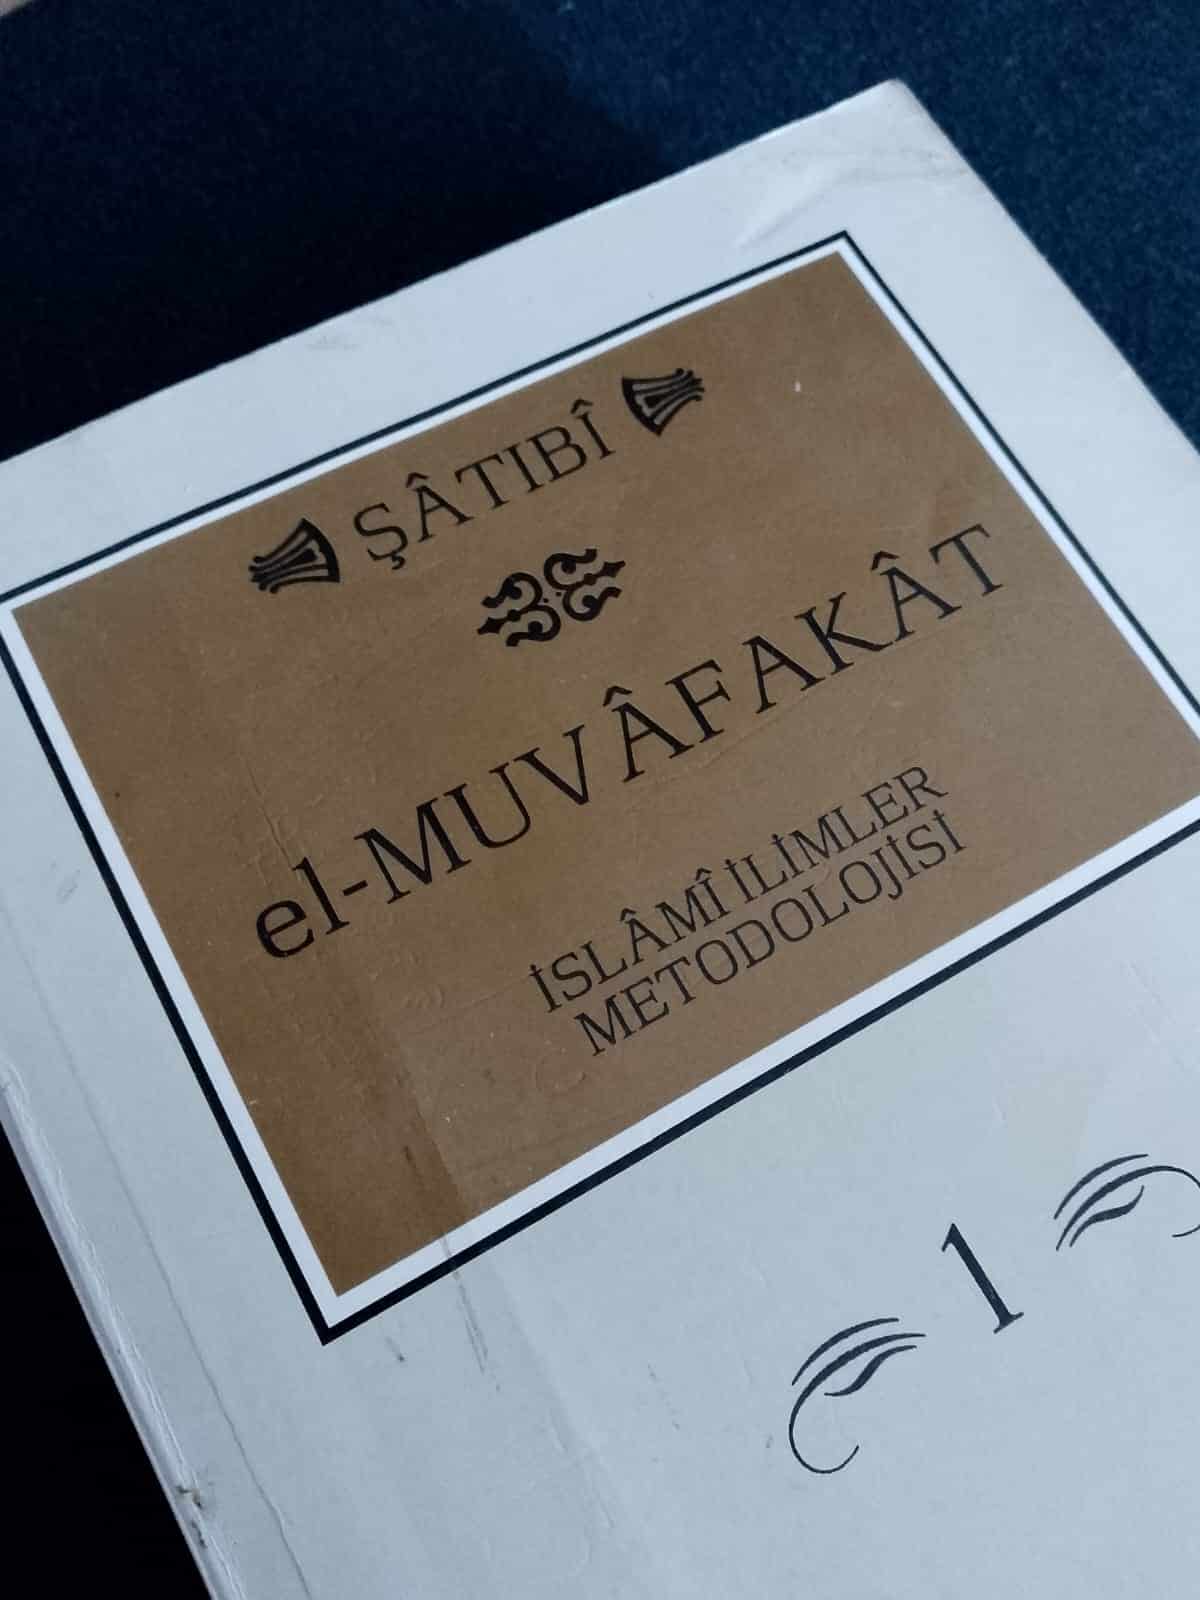 ŞÂTIBÎ
el-MUVÂFAKÂT
İSLÂMÎ İLİMLER
METODOLOJİSİ
1